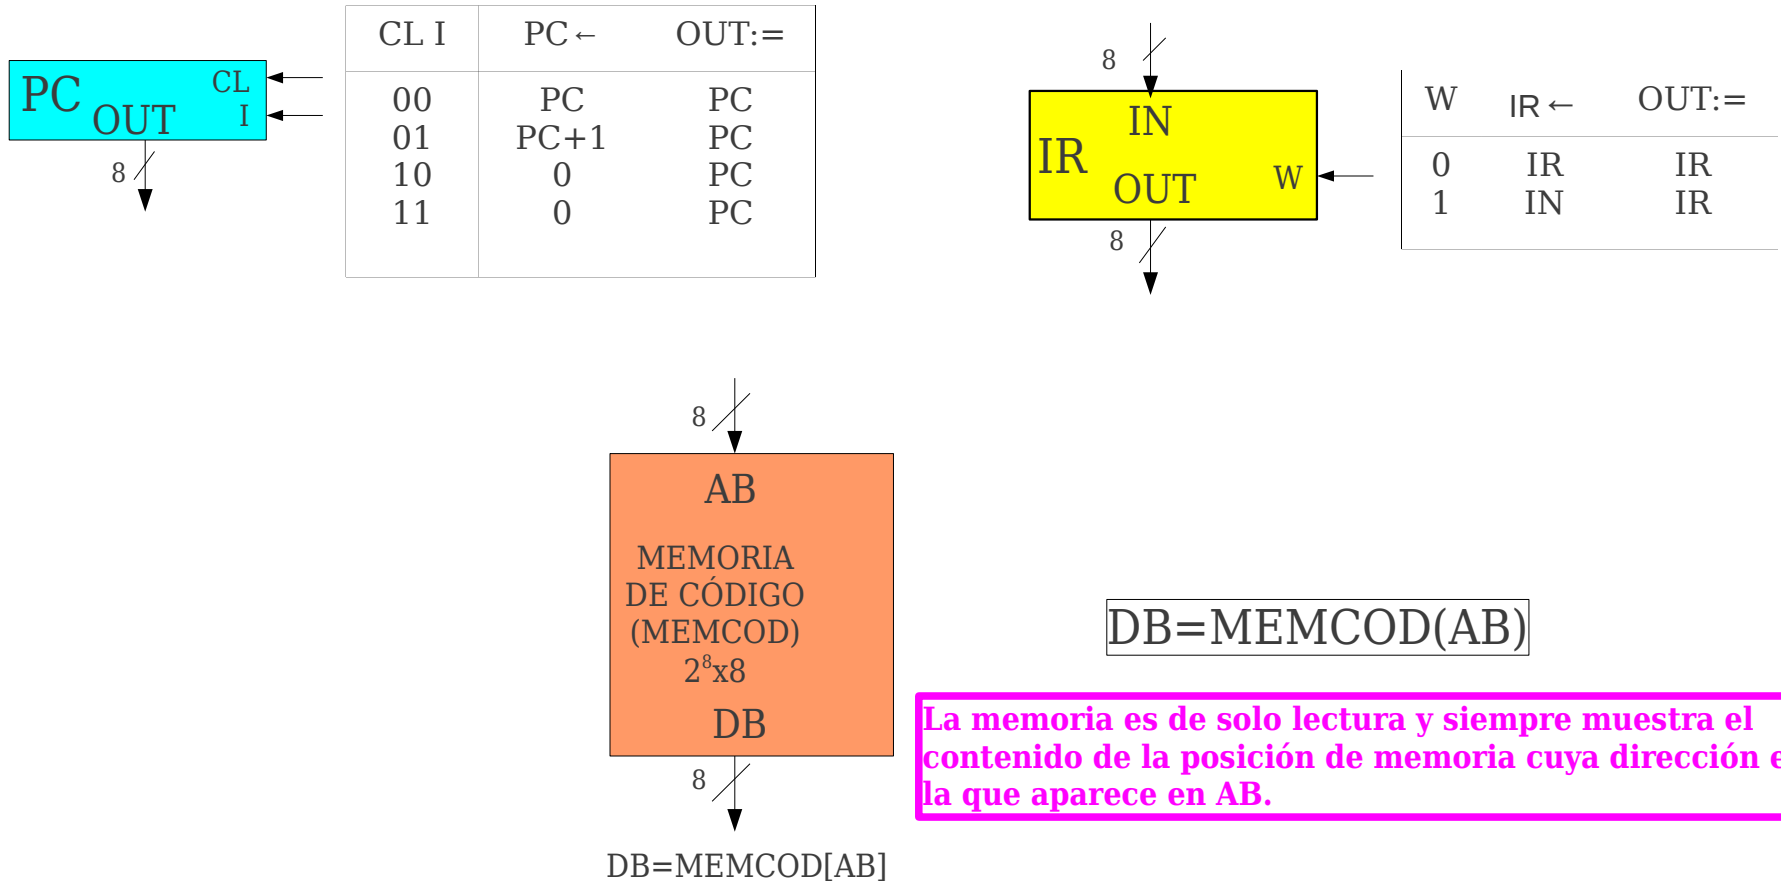 PC
OUT
CL
I
8
CL I PC← OUT:=
00 PC PC
01 PC+1 PC
10 0 PC
11 0 PC
8
IN
IR
OUT
W
8
W IR← OUT:=
0 IR IR
1 IN IR
8
AB
MEMORIA
DE CÓDIGO
(MEMCOD)
2⁸x8
DB
8
DB=MEMCOD[AB]
DB=MEMCOD(AB)
La memoria es de solo lectura y siempre muestra el
contenido de la posición de memoria cuya dirección e
la que aparece en AB.